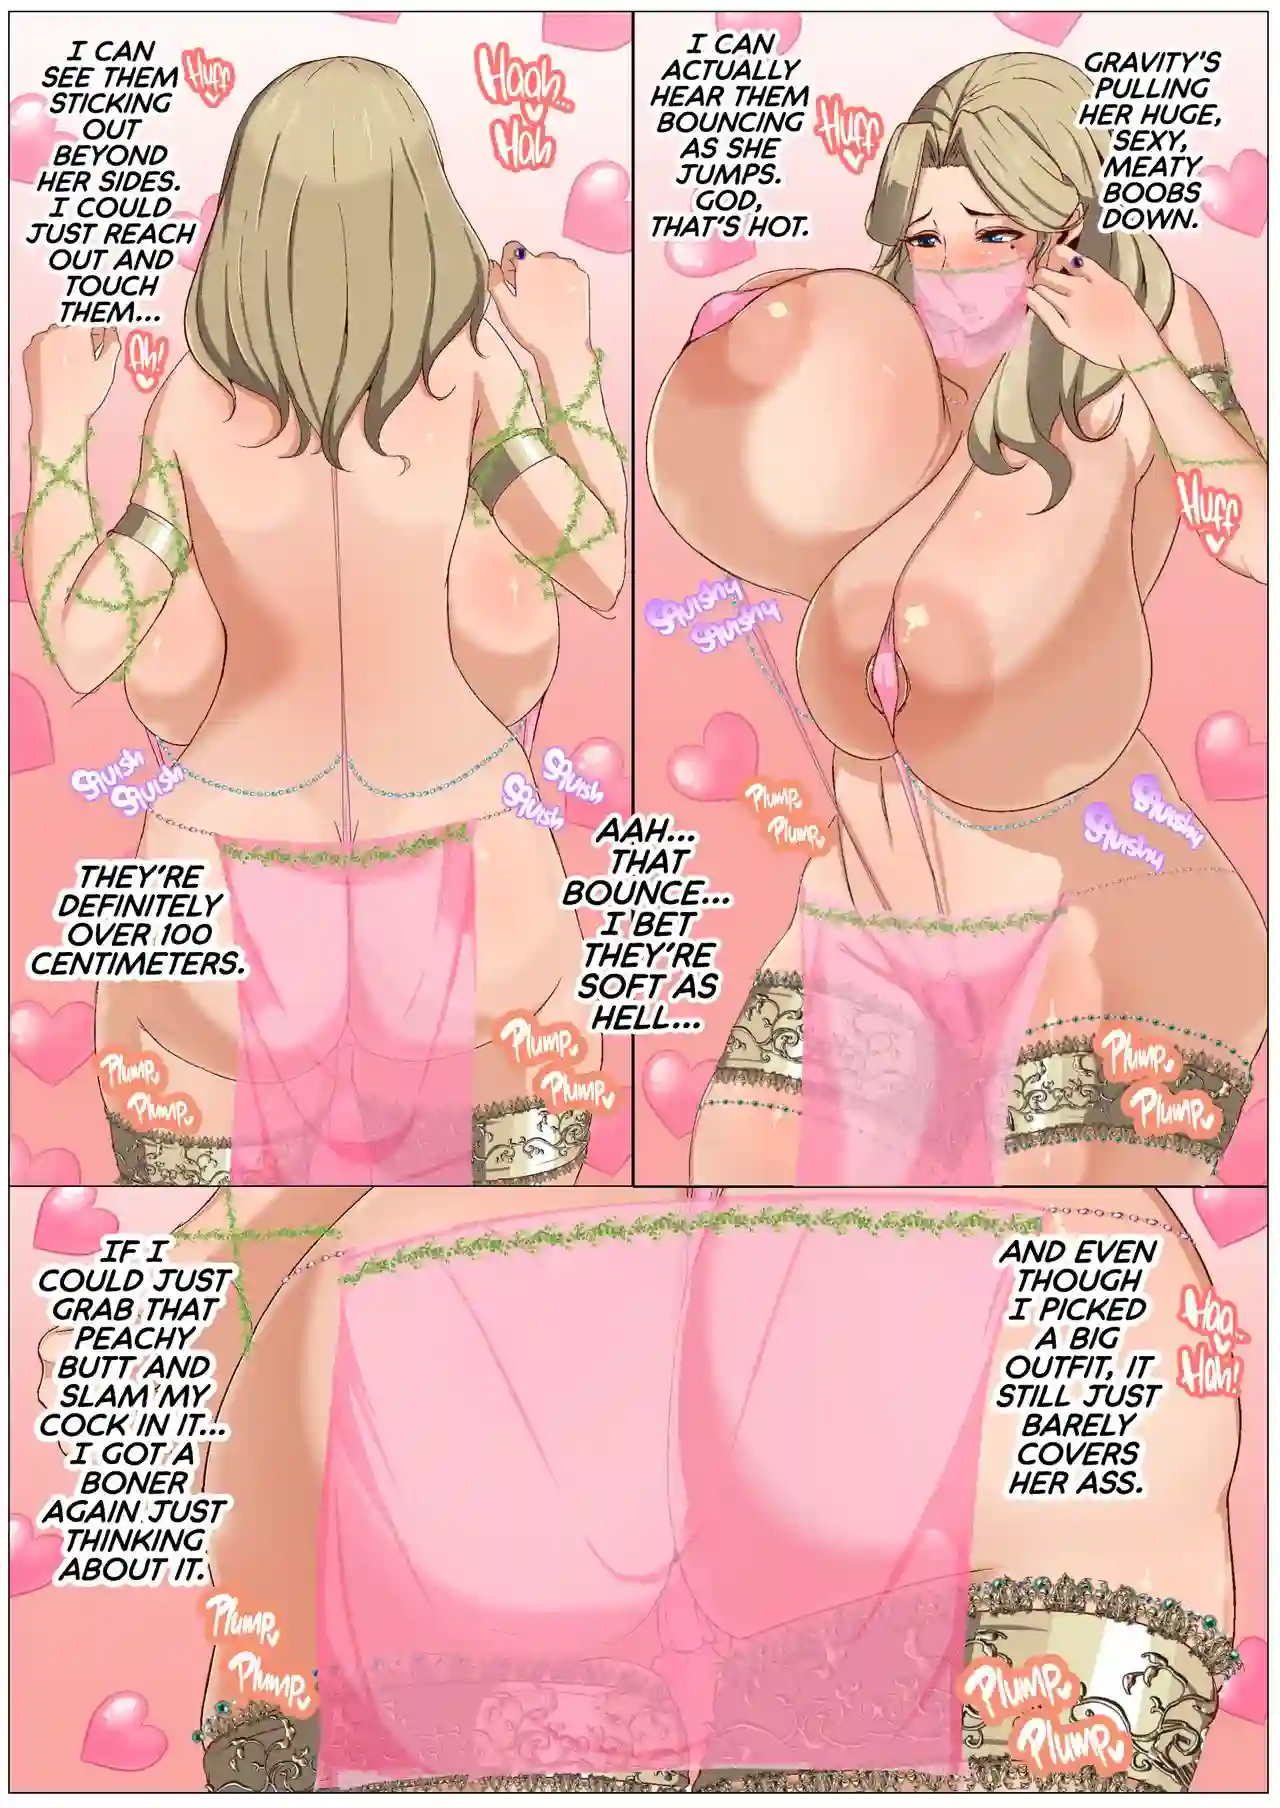 I CAN
SEE THEM
STICKING
OUT
BEYOND
HER SIDES.
I COULD
JUST REACH
OUT AND
TOUCH
THEM...
Huff
Haah...
Hah
Ah!
Squish
Squish
Squish
Squish
THEY'RE
DEFINITELY
OVER 100
CENTIMETERS.
Plump
Plump
Plump
Plump
I CAN
ACTUALLY
HEAR THEM
BOUNCING
AS SHE
JUMPS.
GOD,
THAT'S HOT.
Huff
GRAVITY'S
PULLING
HER HUGE,
SEXY,
MEATY
BOOBS
DOWN.
Huff
Squishy
Squishy
Plump
Plump
Squishy
Squishy
AAH...
THAT
BOUNCE...
I BET
THEY'RE
SOFT AS
HELL...
Plump
Plump
IF I
COULD JUST
GRAB THAT
PEACHY
BUTT AND
SLAM MY
COCK IN IT...
I GOT A
BONER
AGAIN JUST
THINKING
ABOUT IT.
AND EVEN
THOUGH
I PICKED
A BIG
OUTFIT, IT
STILL JUST
BARELY
COVERS
HER ASS.
Haa...
Hah!
Plump
Plump
Plump
Plump